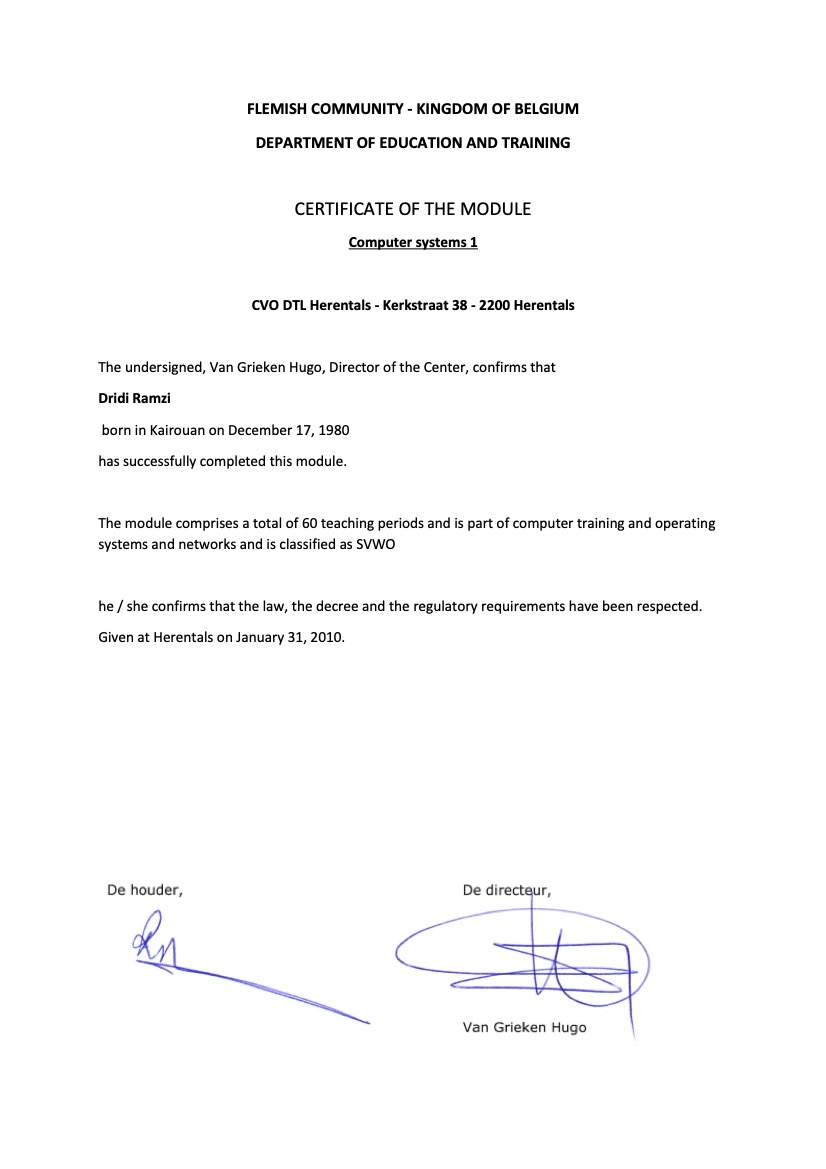 FLEMISH COMMUNITY - KINGDOM OF BELGIUM
DEPARTMENT OF EDUCATION AND TRAINING
CERTIFICATE OF THE MODULE
Computer systems 1
CVO DTL Herentals - Kerkstraat 38 - 2200 Herentals
The undersigned, Van Grieken Hugo, Director of the Center, confirms that
Dridi Ramzi
born in Kairouan on December 17, 1980
has successfully completed this module.
The module comprises a total of 60 teaching periods and is part of computer training and operating
systems and networks and is classified as SVWO
he / she confirms that the law, the decree and the regulatory requirements have been respected.
Given at Herentals on January 31, 2010.
De houder,
De directeur,
Van Grieken Hugo